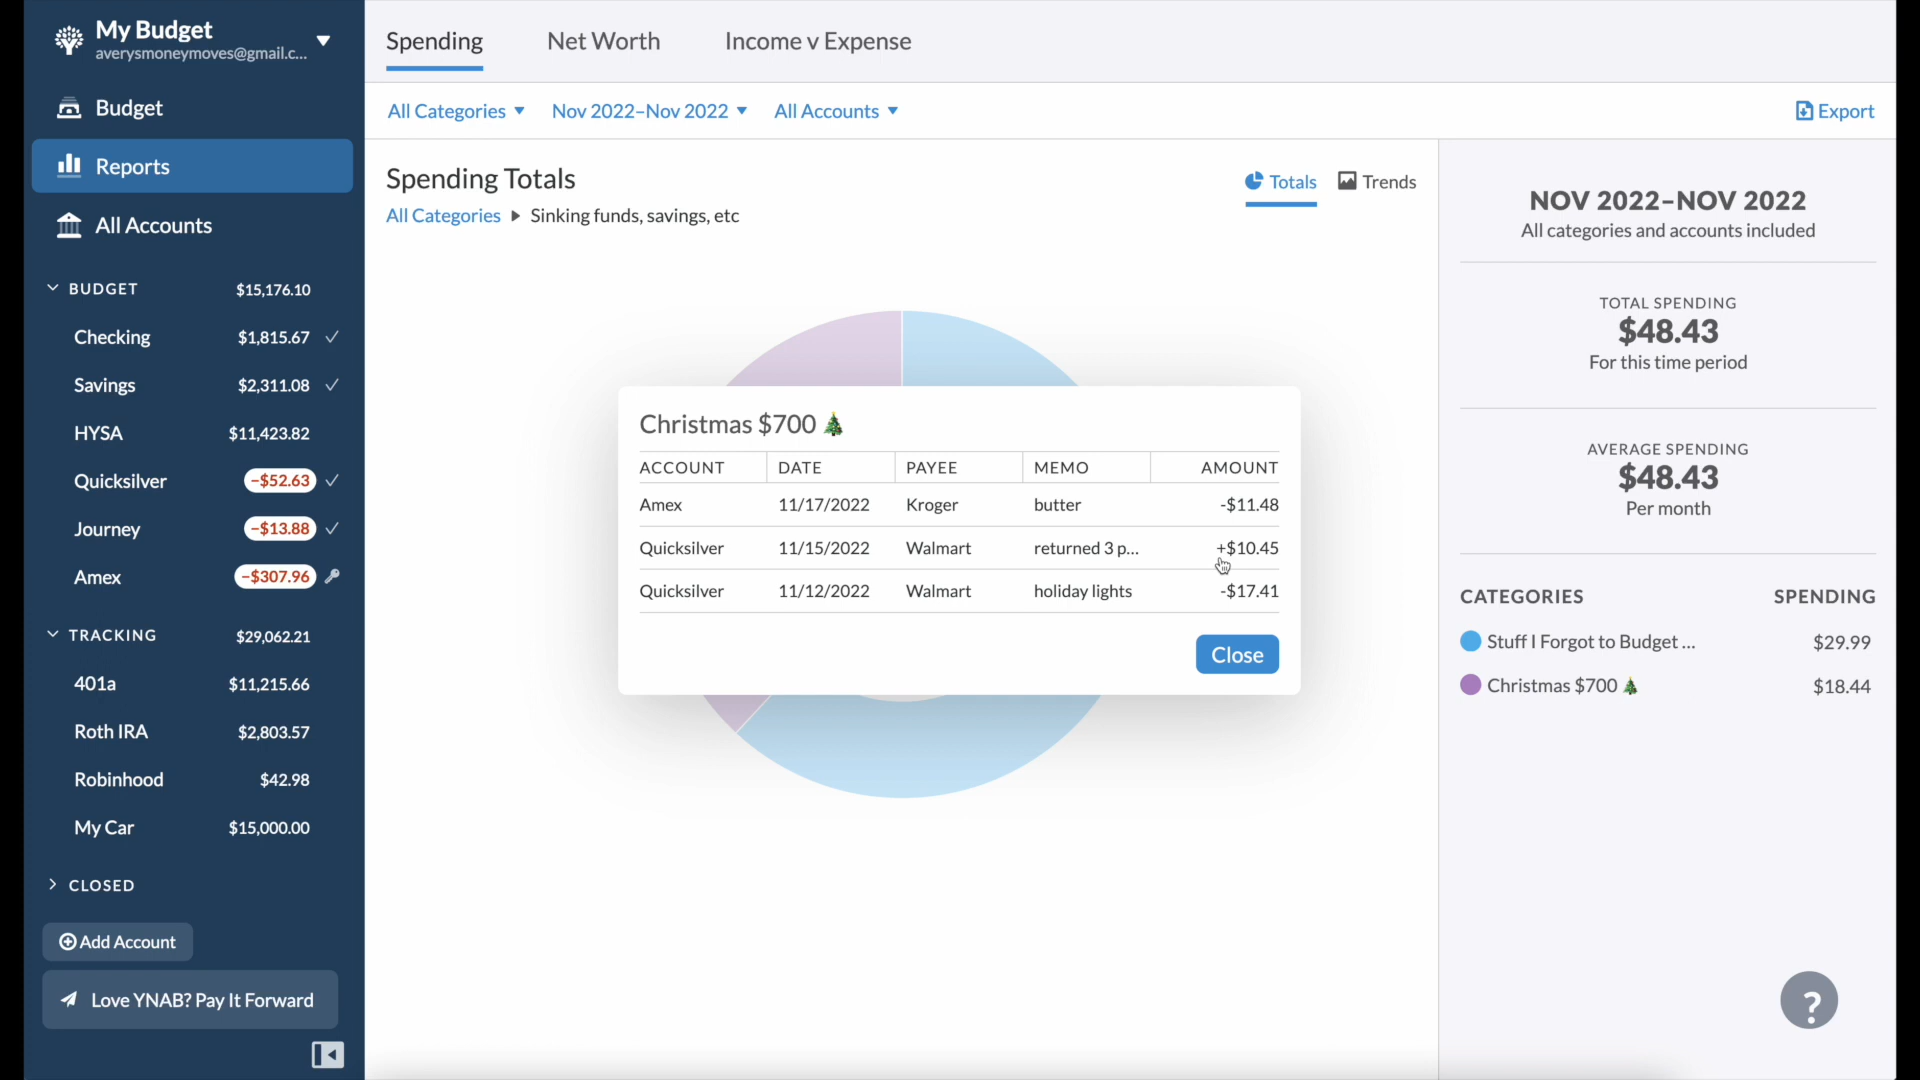 My Budget
averysmoneymoves@gmail.c...
Budget
Reports
All Accounts
BUDGET $15,176.10
Checking $1,815.67
Savings $2,311.08
HYSA $11,423.82
Quicksilver -$52.63
Journey -$13.88
Amex -$307.96
TRACKING $29,062.21
401a $11,215.66
Roth IRA $2,803.57
Robinhood $42.98
My Car $15,000.00
CLOSED
Add Account
Love YNAB? Pay It Forward
Spending Net Worth Income v Expense
All Categories Nov 2022–Nov 2022 All Accounts Export
Spending Totals
Totals Trends
All Categories Sinking funds, savings, etc
Christmas $700
ACCOUNT DATE PAYEE MEMO AMOUNT
Amex 11/17/2022 Kroger butter -$11.48
Quicksilver 11/15/2022 Walmart returned 3 p... +$10.45
Quicksilver 11/12/2022 Walmart holiday lights -$17.41
Close
NOV 2022–NOV 2022
All categories and accounts included
TOTAL SPENDING
$48.43
For this time period
AVERAGE SPENDING
$48.43
Per month
CATEGORIES SPENDING
Stuff I Forgot to Budget ... $29.99
Christmas $700 $18.44
?